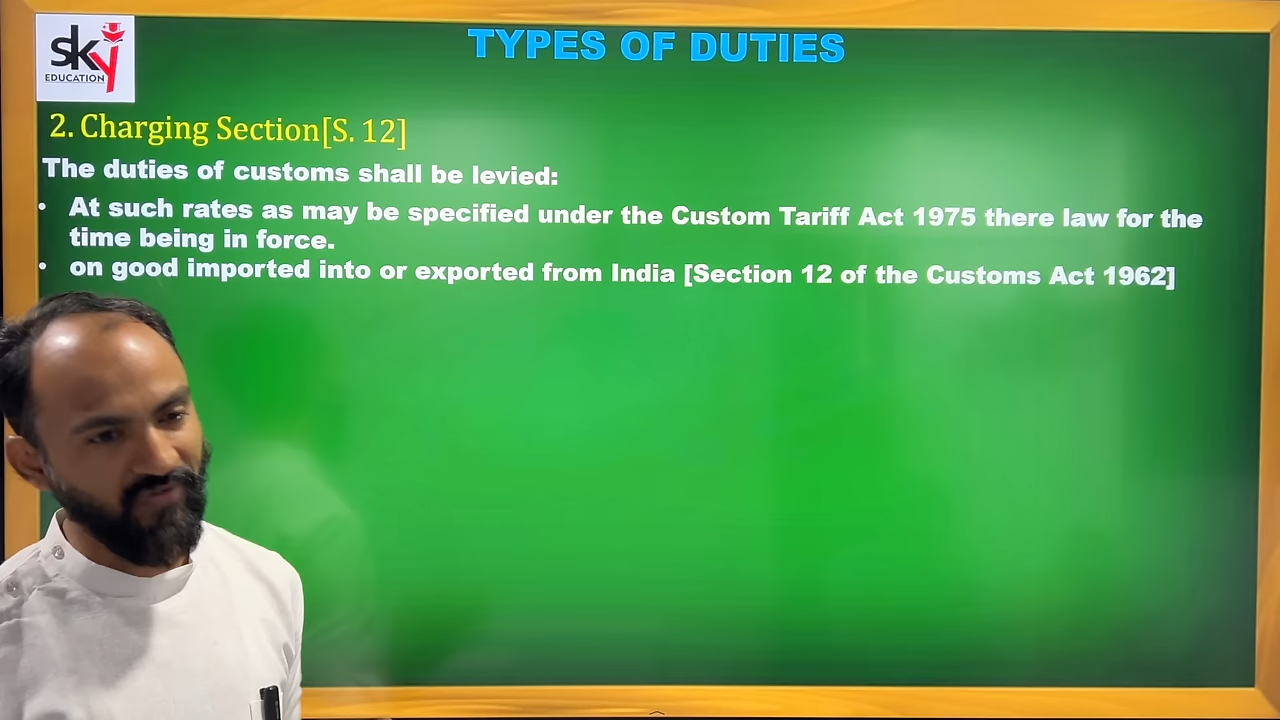 sky
EDUCATION
TYPES OF DUTIES
2. Charging Section[S. 12]
The duties of customs shall be levied:
• At such rates as may be specified under the Custom Tariff Act 1975 there law for the
time being in force.
• on good imported into or exported from India [Section 12 of the Customs Act 1962]